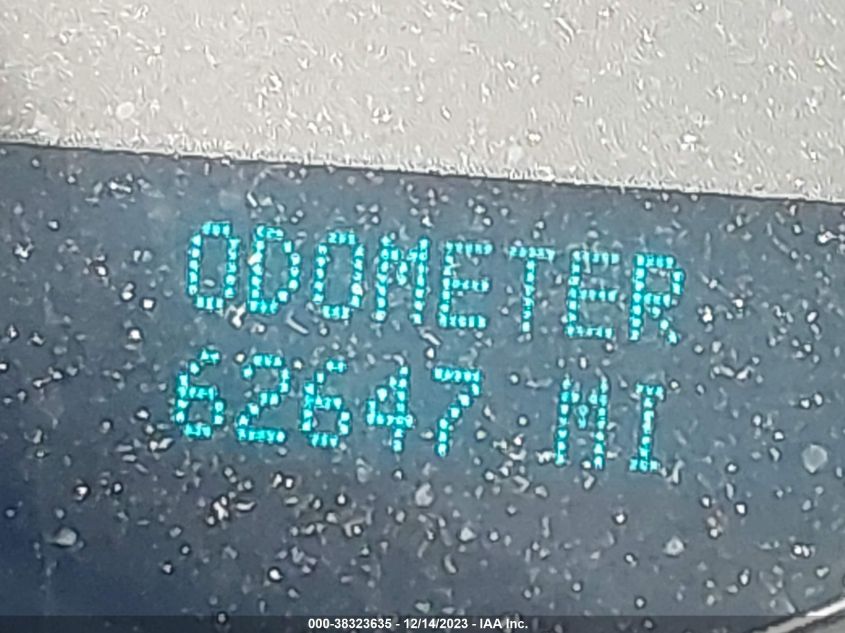 ODOMETER
62647 MI
000-38323635 - 12/14/2023 - IAA Inc.